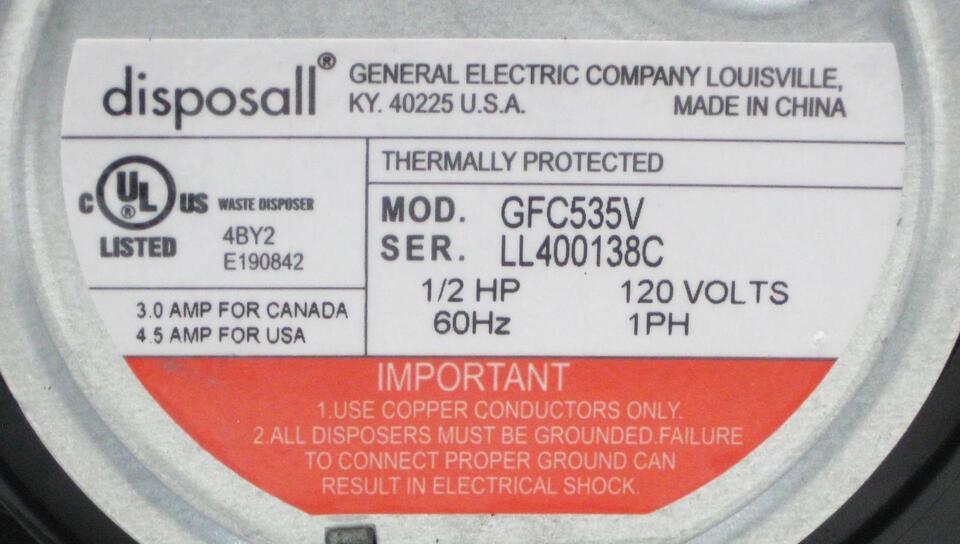 disposall®
GENERAL ELECTRIC COMPANY LOUISVILLE,
KY. 40225 U.S.A. MADE IN CHINA
THERMALLY PROTECTED
C UL ® US WASTE DISPOSER
LISTED
4BY2
E190842
MOD. GFC535V
SER. LL400138C
1/2 HP 120 VOLTS
60Hz 1PH
3.0 AMP FOR CANADA
4.5 AMP FOR USA
IMPORTANT
1.USE COPPER CONDUCTORS ONLY.
2.ALL DISPOSERS MUST BE GROUNDED.FAILURE
TO CONNECT PROPER GROUND CAN
RESULT IN ELECTRICAL SHOCK.